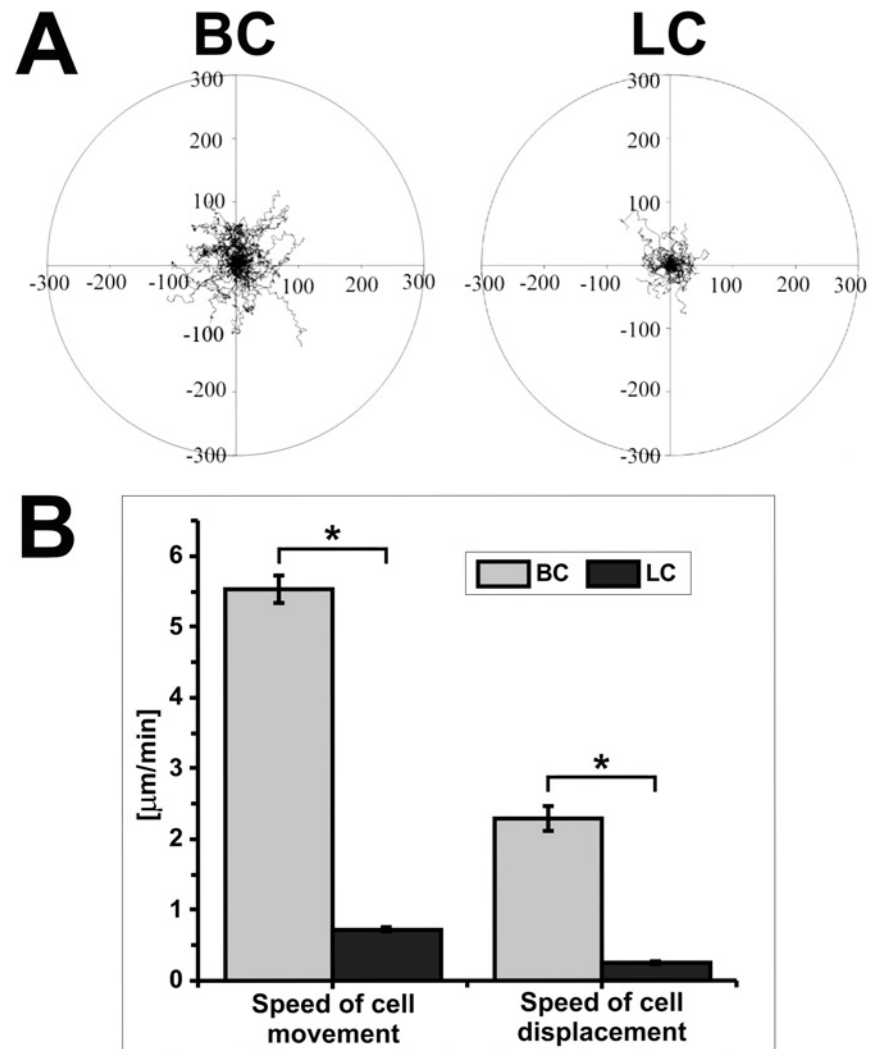 A
BC
LC
300
200
100
-300 -200 -100 100 200 300
-100
-200
-300
300
200
100
-300 -200 -100 100 200 300
-100
-200
-300
B
[μm/min]
6
5
4
3
2
1
0
*
*
BC LC
Speed of cell
movement
Speed of cell
displacement